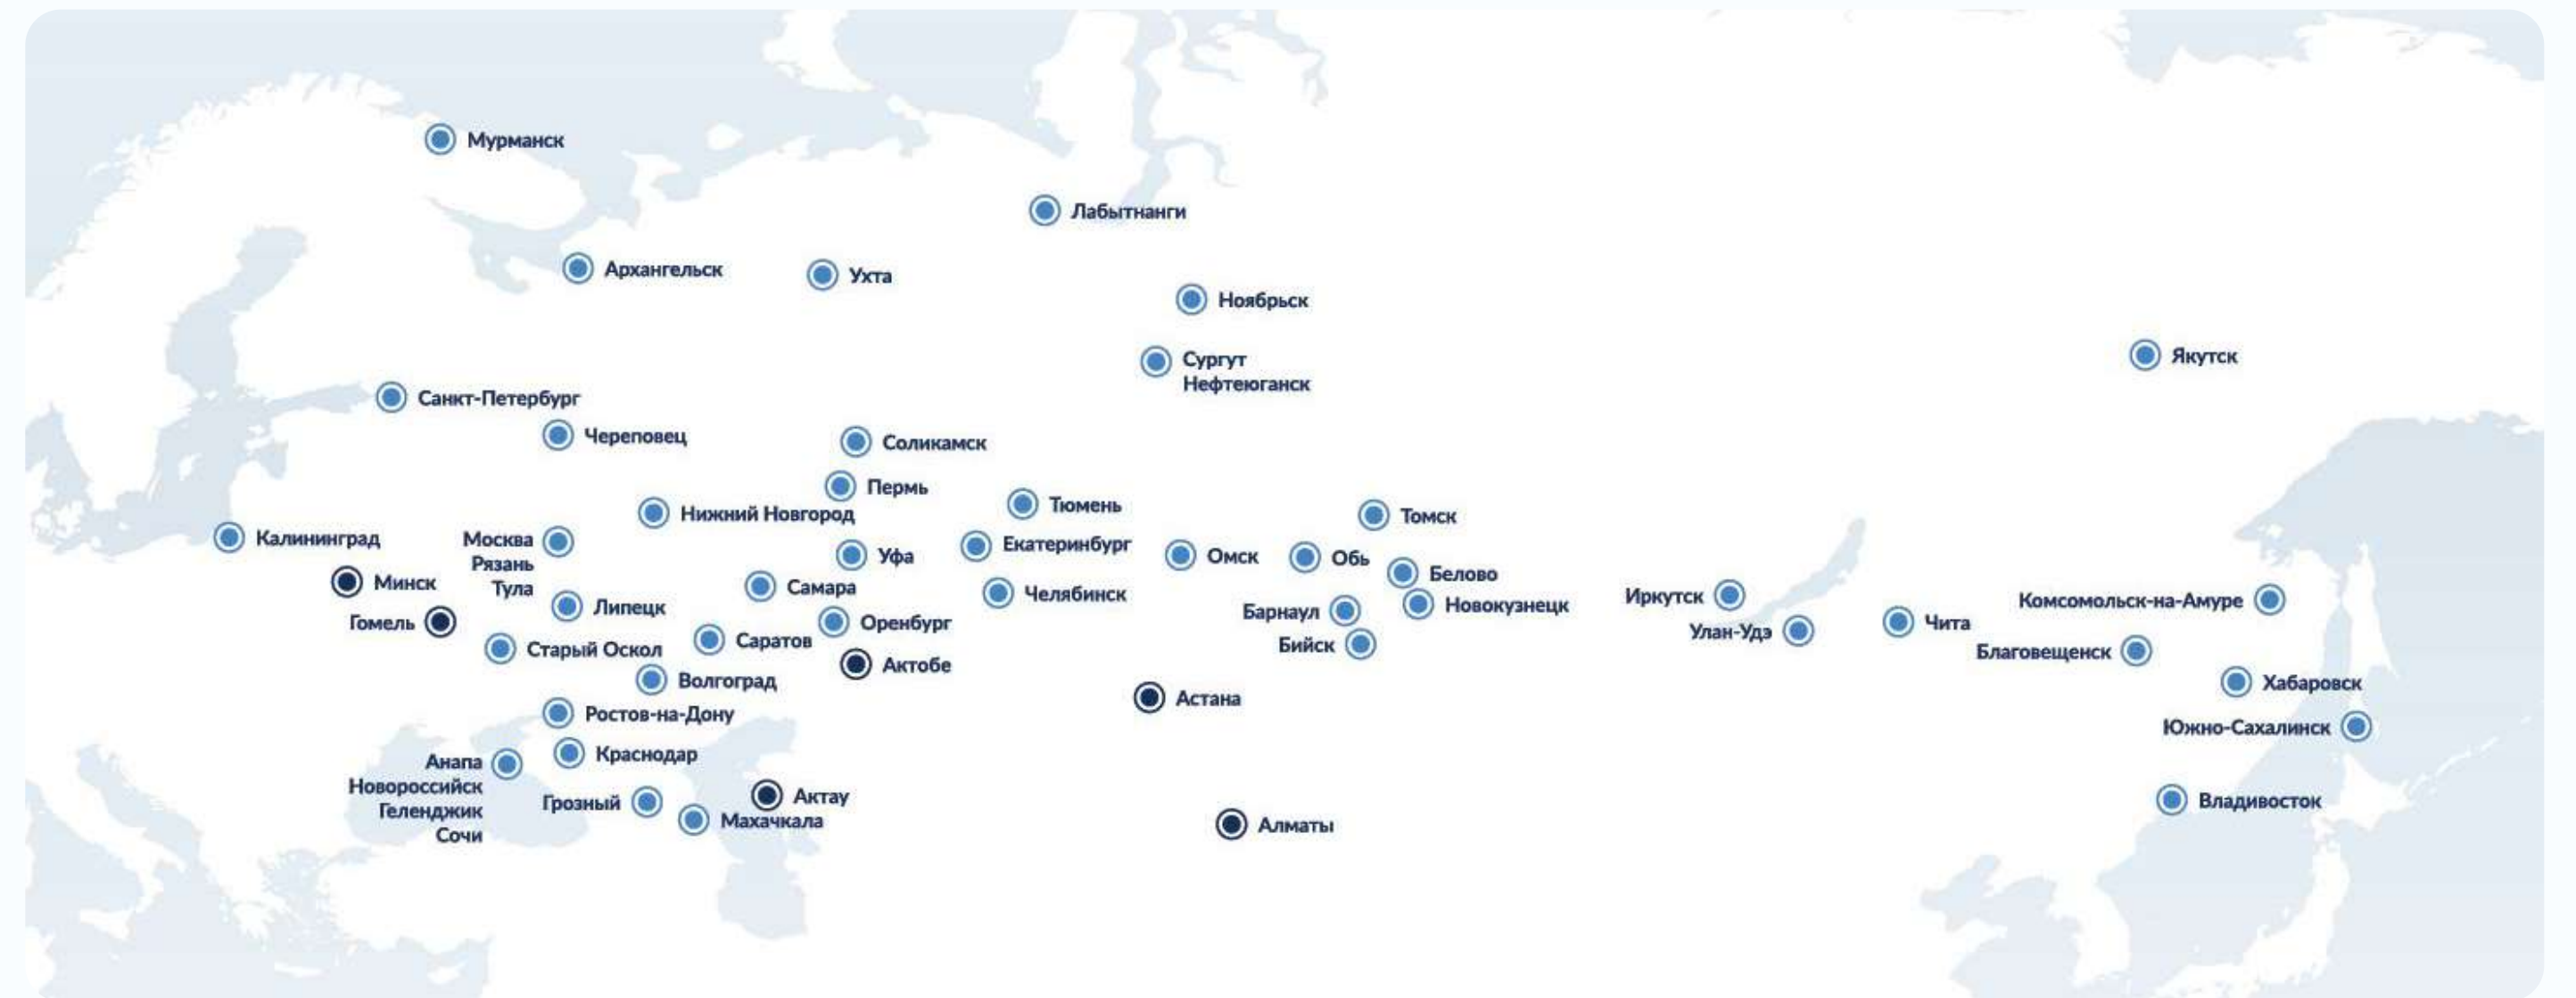 Мурманск
Лабытнанги
Архангельск
Ухта
Ноябрьск
Сургут
Нефтеюганск
Якутск
Санкт-Петербург
Череповец
Соликамск
Пермь
Тюмень
Нижний Новгород
Томск
Калининград
Москва
Рязань
Тула
Екатеринбург
Уфа
Омск
Обь
Белово
Минск
Самара
Челябинск
Иркутск
Комсомольск-на-Амуре
Липецк
Барнаул
Новокузнецк
Гомель
Оренбург
Чита
Улан-Удэ
Саратов
Бийск
Старый Оскол
Благовещенск
Актобе
Волгоград
Хабаровск
Астана
Ростов-на-Дону
Южно-Сахалинск
Краснодар
Анапа
Новороссийск
Геленджик
Сочи
Актау
Грозный
Владивосток
Махачкала
Алматы